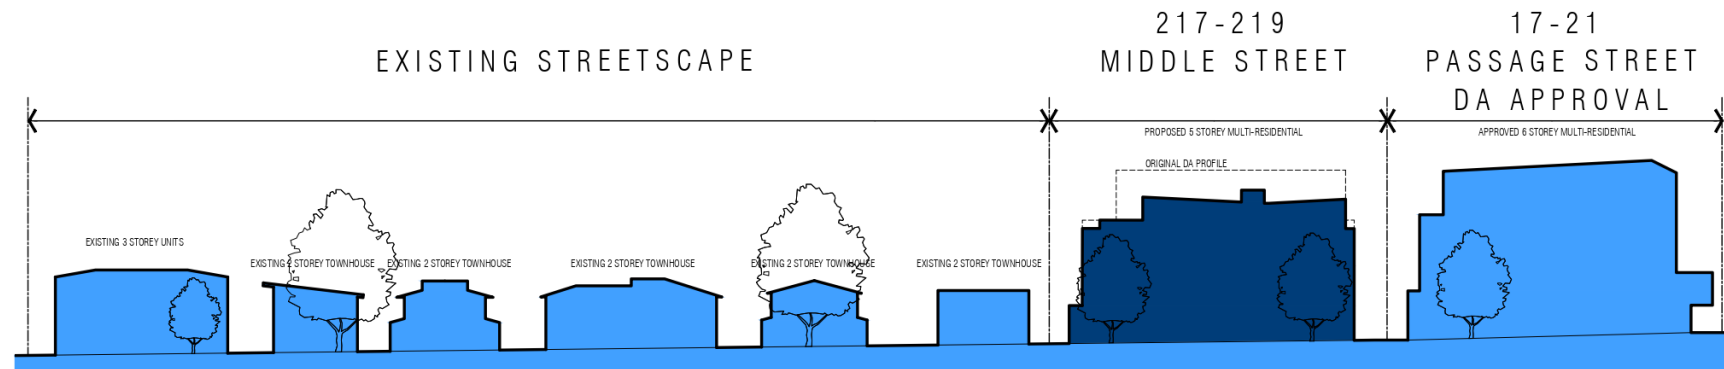 EXISTING STREETSCAPE
217-219
MIDDLE STREET
17-21
PASSAGE STREET
DA APPROVAL
PROPOSED 5 STOREY MULTI-RESIDENTIAL
APPROVED 6 STOREY MULTI-RESIDENTIAL
ORIGINAL DA PROFILE
EXISTING 3 STOREY UNITS
EXISTING 2 STOREY TOWNHOUSE
EXISTING 2 STOREY TOWNHOUSE
EXISTING 2 STOREY TOWNHOUSE
EXISTING 2 STOREY TOWNHOUSE
EXISTING 2 STOREY TOWNHOUSE